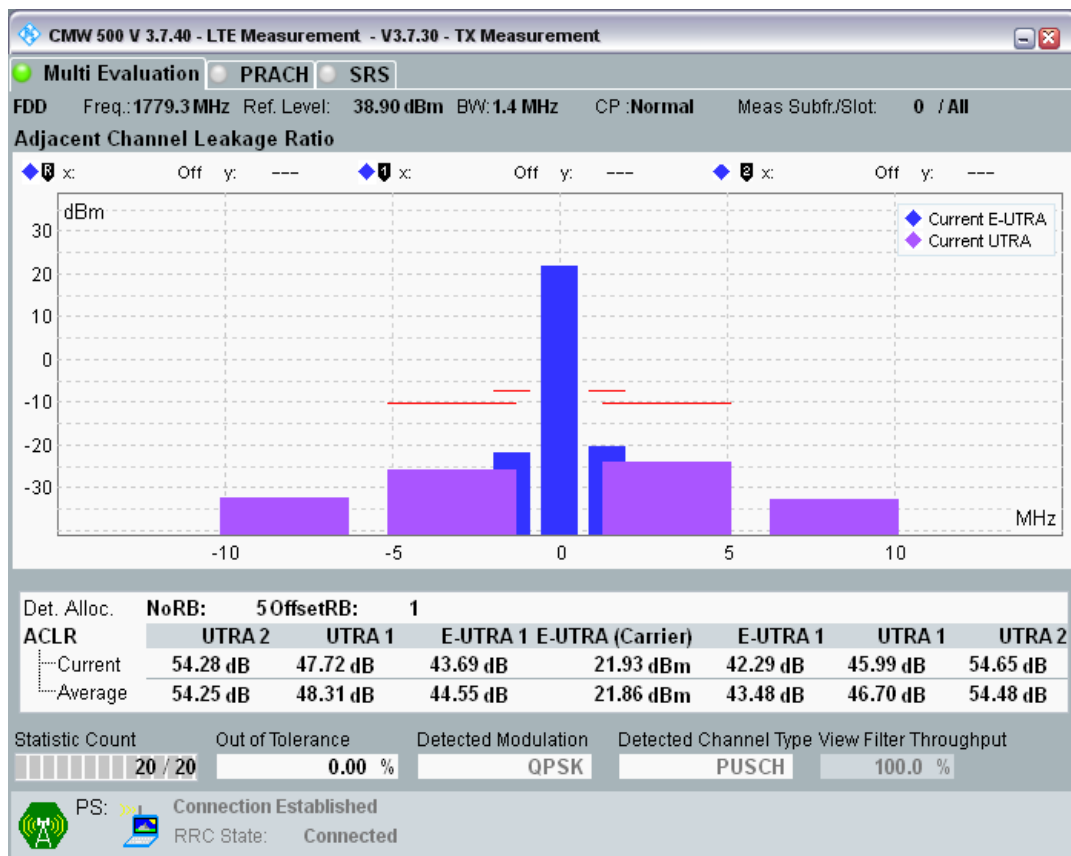 CMW 500 V 3.7.40 - LTE Measurement - V3.7.30 - TX Measurement
Multi Evaluation PRACH SRS
FDD Freq.: 1779.3 MHz Ref. Level: 38.90 dBm BW: 1.4 MHz CP :Normal Meas Subfr./Slot: 0 / All
Adjacent Channel Leakage Ratio
R x: Off y: --- 1 x: Off y: --- 2 x: Off y: ---
dBm
Current E-UTRA
Current UTRA
30
20
10
0
-10
-20
-30
MHz
-10 -5 0 5 10
Det. Alloc. NoRB: 5 OffsetRB: 1
ACLR UTRA 2 UTRA 1 E-UTRA 1 E-UTRA (Carrier) E-UTRA 1 UTRA 1 UTRA 2
Current 54.28 dB 47.72 dB 43.69 dB 21.93 dBm 42.29 dB 45.99 dB 54.65 dB
Average 54.25 dB 48.31 dB 44.55 dB 21.86 dBm 43.48 dB 46.70 dB 54.48 dB
Statistic Count Out of Tolerance Detected Modulation Detected Channel Type View Filter Throughput
20 / 20 0.00 % QPSK PUSCH 100.0 %
PS: Connection Established
RRC State: Connected